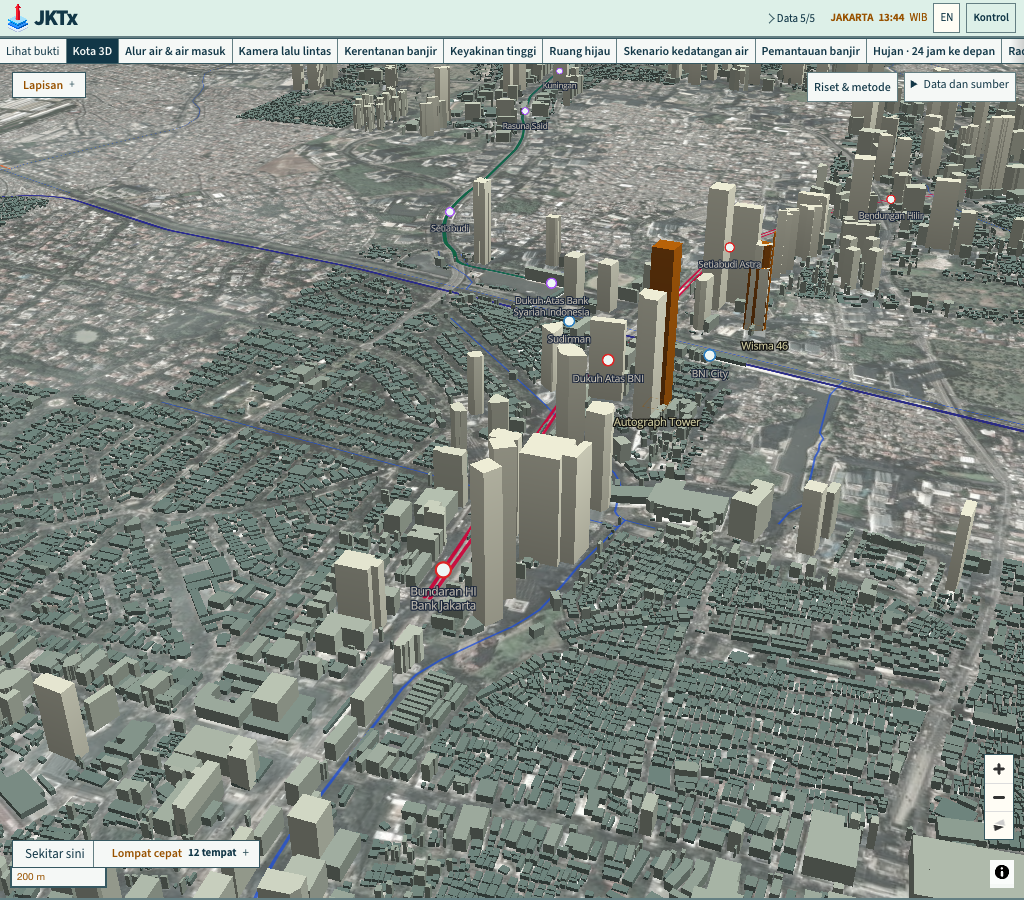 JKTx
Data 5/5
JAKARTA 13:44 WIB
EN
Kontrol
Lihat bukti
Kota 3D
Alur air & air masuk
Kamera lalu lintas
Kerentanan banjir
Keyakinan tinggi
Ruang hijau
Skenario kedatangan air
Pemantauan banjir
Hujan · 24 jam ke depan
Lapisan +
Riset & metode
Data dan sumber
Kuningan
Rasuna Said
Setiabudi
Bendungan Hilir
Setiabudi Astra
Dukuh Atas Bank
Syariah Indonesia
Sudirman
Wisma 46
BNI City
Dukuh Atas BNI
Autograph Tower
Bundaran HI
Bank Jakarta
+
−
Sekitar sini
Lompat cepat 12 tempat +
200 m